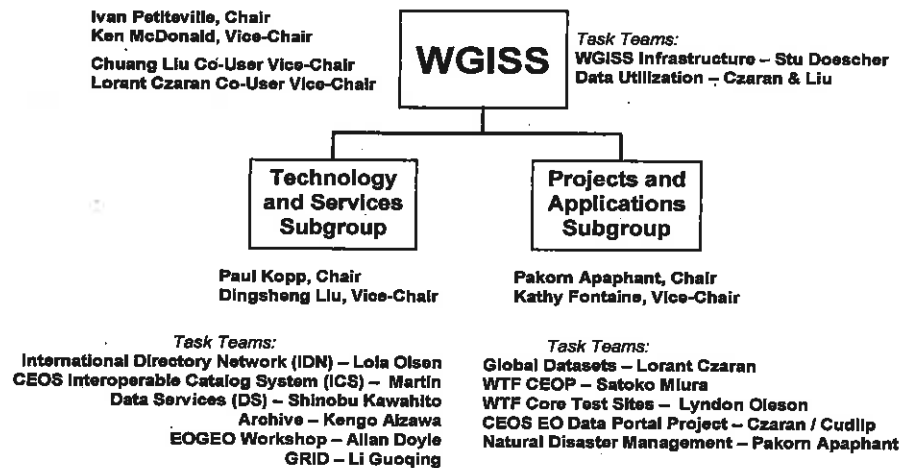 Ivan Petiteville, Chair
Ken McDonald, Vice-Chair
Chuang Liu Co-User Vice-Chair
Lorant Czaran Co-User Vice-Chair
WGISS
Task Teams:
WGISS Infrastructure – Stu Doescher
Data Utilization – Czaran & Liu
Technology
and Services
Subgroup
Projects and
Applications
Subgroup
Paul Kopp, Chair
Dingsheng Liu, Vice-Chair
Pakorn Apaphant, Chair
Kathy Fontaine, Vice-Chair
Task Teams:
International Directory Network (IDN) – Lola Olsen
CEOS Interoperable Catalog System (ICS) – Martin
Data Services (DS) – Shinobu Kawahito
Archive – Kengo Aizawa
EOGEO Workshop – Allan Doyle
GRID – Li Guoqing
Task Teams:
Global Datasets – Lorant Czaran
WTF CEOP – Satoko Miura
WTF Core Test Sites – Lyndon Oleson
CEOS EO Data Portal Project – Czaran / Cudlip
Natural Disaster Management – Pakorn Apaphant